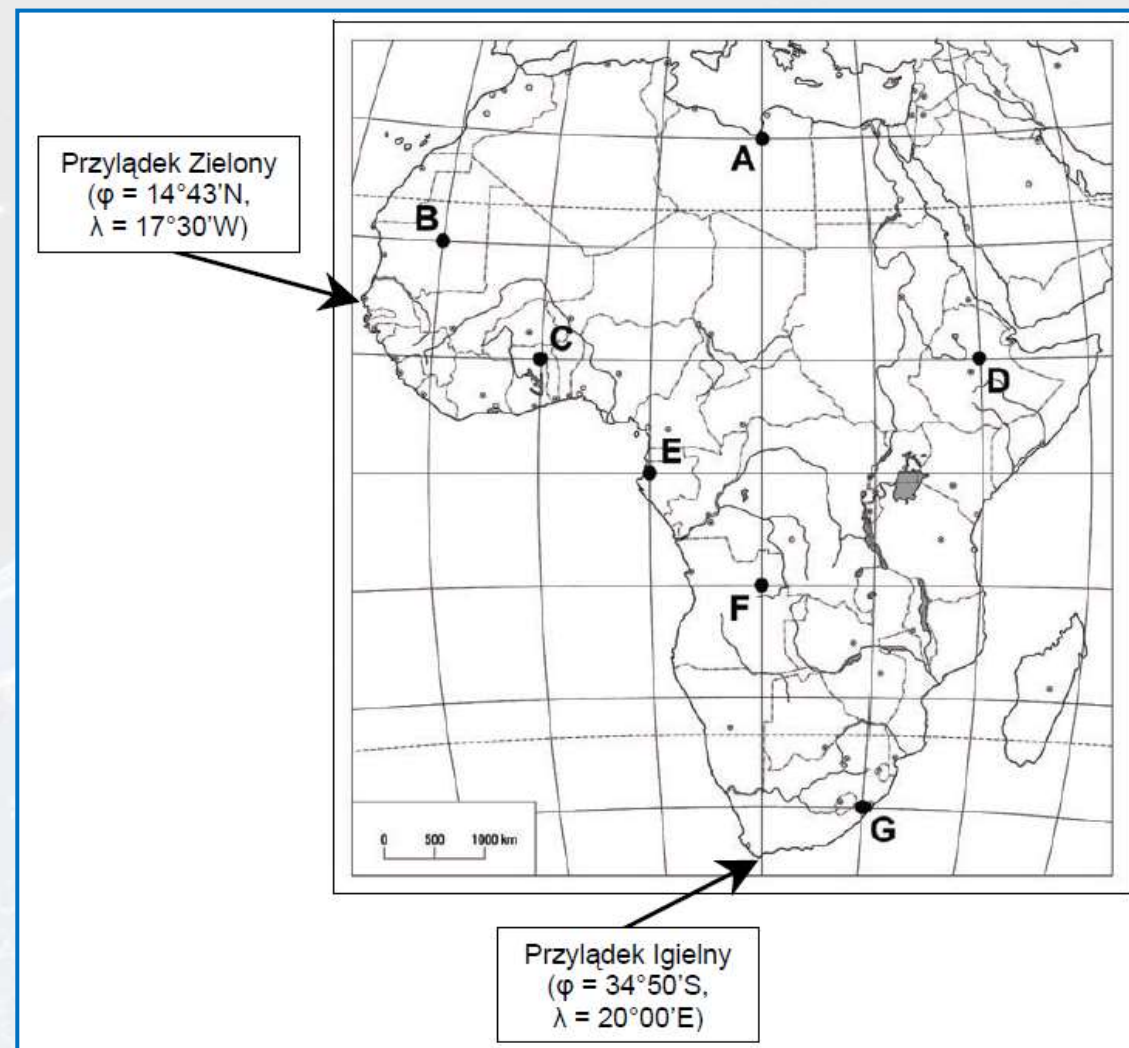 Przylądek Zielony
(φ = 14°43'N,
λ = 17°30'W)
A
B
C
D
E
F
G
0 500 1000 km
Przylądek Igielny
(φ = 34°50'S,
λ = 20°00'E)